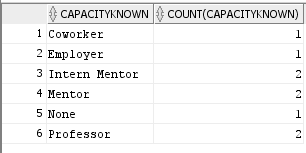 CAPACITYKNOWN COUNT(CAPACITYKNOWN)
1 Coworker 1
2 Employer 1
3 Intern Mentor 2
4 Mentor 2
5 None 1
6 Professor 2